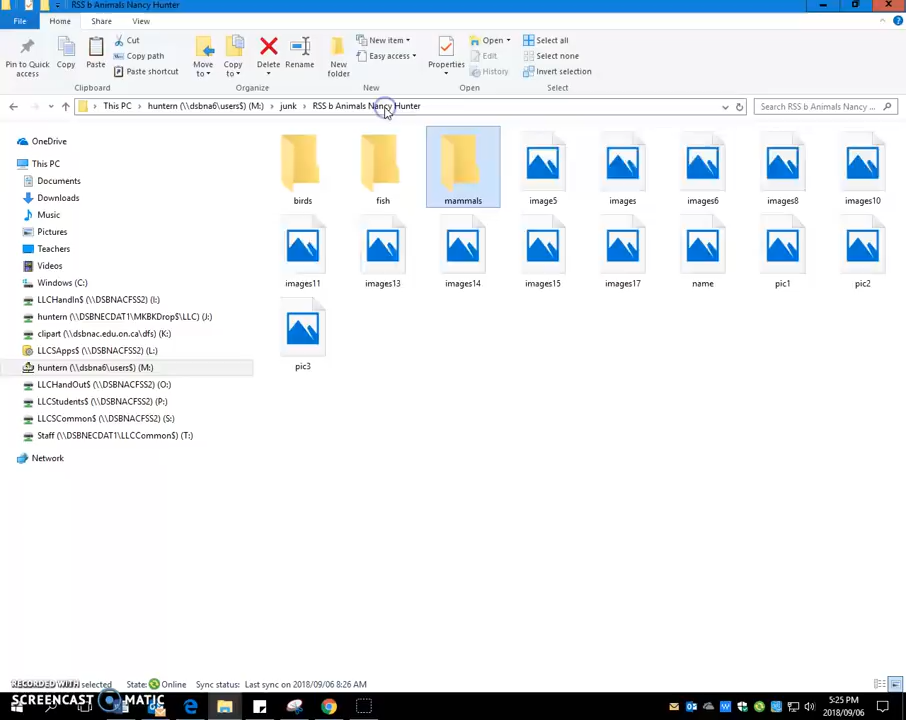 RSS b Animals Nancy Hunter
File Home Share View
Pin to Quick access
Copy
Paste
Cut
Copy path
Paste shortcut
Clipboard
Move to
Copy to
Delete
Rename
Organize
New folder
New item
Easy access
New
Properties
Open
Edit
History
Open
Select all
Select none
Invert selection
Select
This PC > huntern (\\dsbna6\users$) (M:) > junk > RSS b Animals Nancy Hunter
Search RSS b Animals Nancy ...
OneDrive
This PC
Documents
Downloads
Music
Pictures
Teachers
Videos
Windows (C:)
LLCHandIn$ (\\DSBNACFSS2) (I:)
huntern (\\DSBNECDAT1\MKBKDrop$\LLC) (J:)
clipart (\\dsbnac.edu.on.ca\dfs) (K:)
LLCSApps$ (\\DSBNACFSS2) (L:)
huntern (\\dsbna6\users$) (M:)
LLCHandOut$ (\\DSBNACFSS2) (O:)
LLCStudents$ (\\DSBNACFSS2) (P:)
LLCSCommon$ (\\DSBNACFSS2) (S:)
Staff (\\DSBNECDAT1\LLCCommon$) (T:)
Network
birds fish mammals image5 images images6 images8 images10
images11 images13 images14 images15 images17 name pic1 pic2
pic3
selected State: Online Sync status: Last sync on 2018/09/06 8:26 AM
RECORDED WITH
SCREENCAST MATIC
5:25 PM
2018/09/06